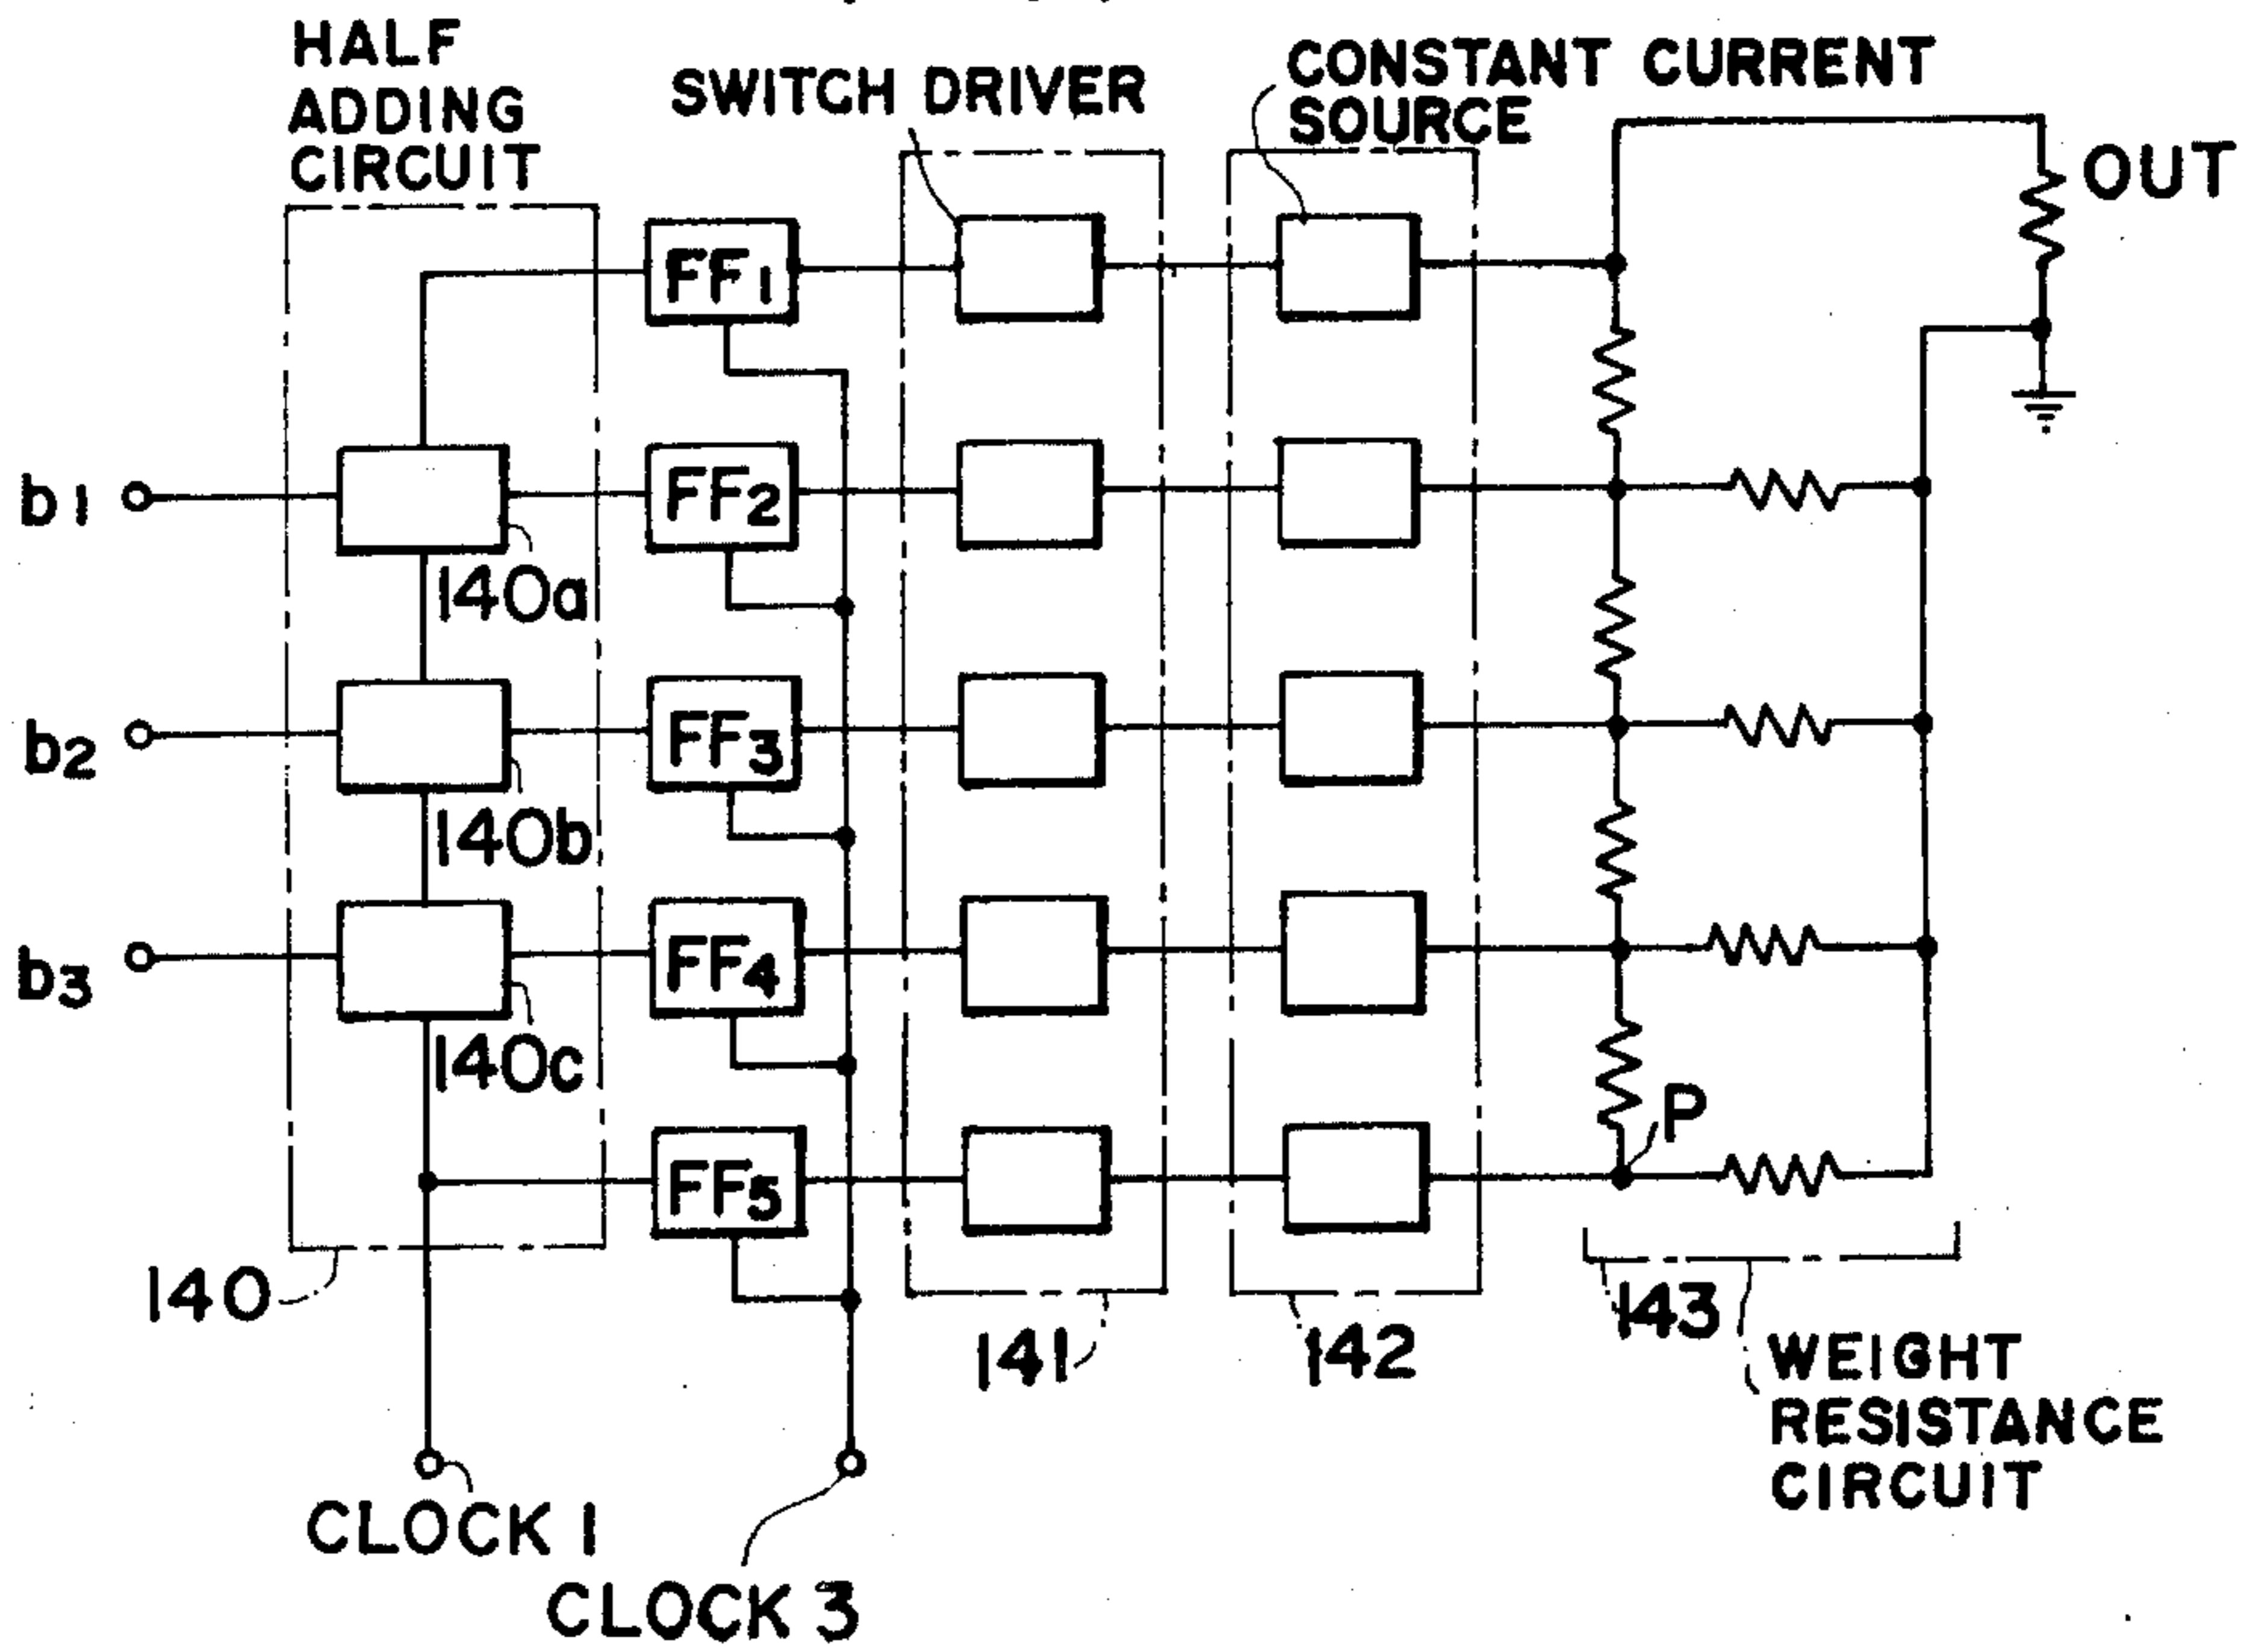 HALF
ADDING
CIRCUIT
SWITCH DRIVER
CONSTANT CURRENT
SOURCE
OUT
FF1
b1
FF2
140a
b2
FF3
140b
b3
FF4
140c
P
FF5
140
141
142
143
WEIGHT
RESISTANCE
CIRCUIT
CLOCK 1
CLOCK 3